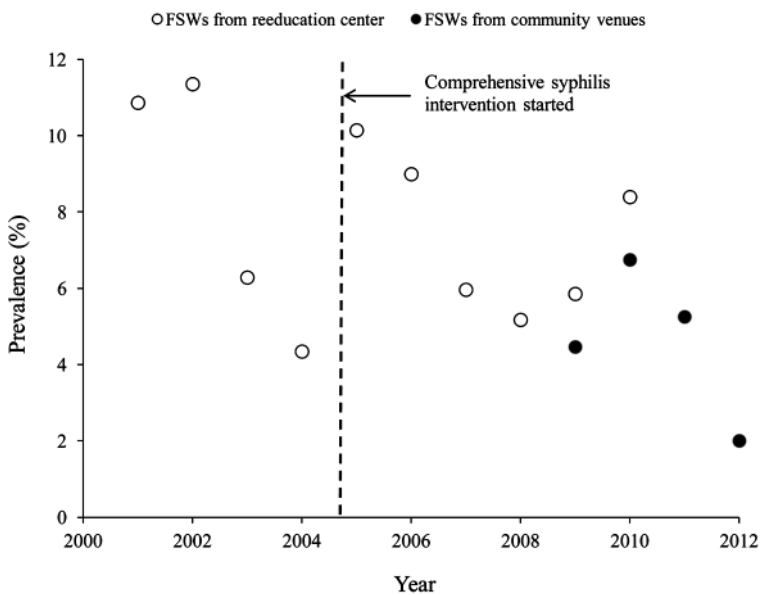 FSWs from reeducation center
FSWs from community venues
Comprehensive syphilis
intervention started
Prevalence (%)
12
10
8
6
4
2
0
2000
2002
2004
2006
2008
2010
2012
Year